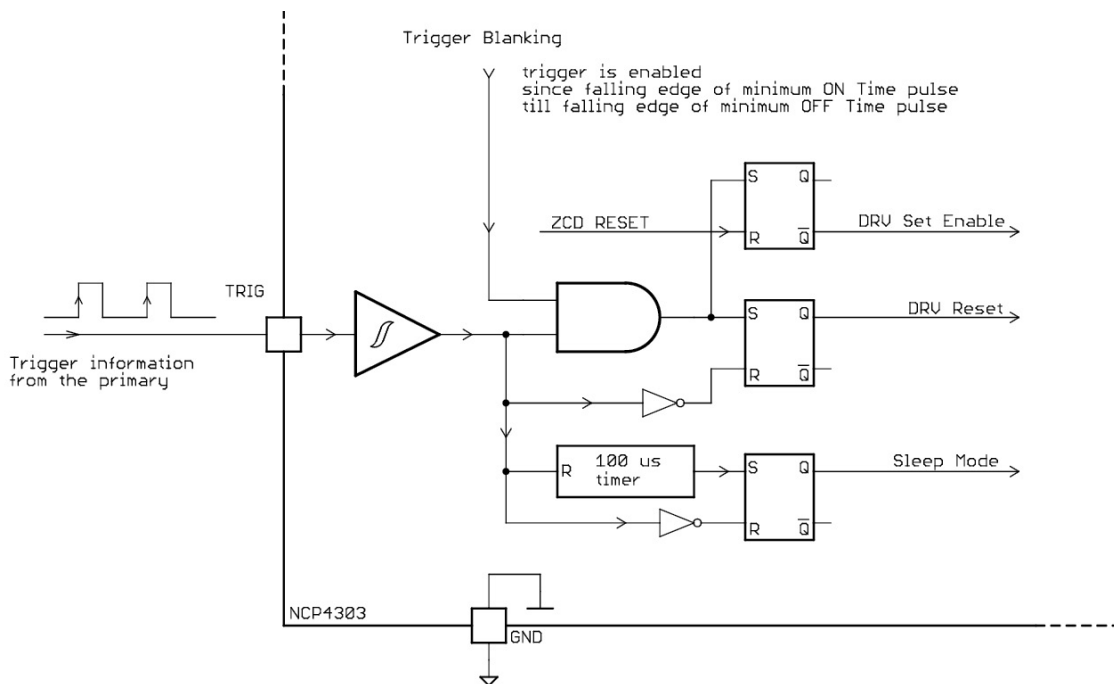 Trigger Blanking
trigger is enabled
since falling edge of minimum ON Time pulse
till falling edge of minimum OFF Time pulse
S Q
ZCD RESET
DRV Set Enable
R Q
TRIG
S Q
DRV Reset
Trigger information
from the primary
R Q
R 100 us
timer
S Q
Sleep Mode
R Q
NCP4303
GND